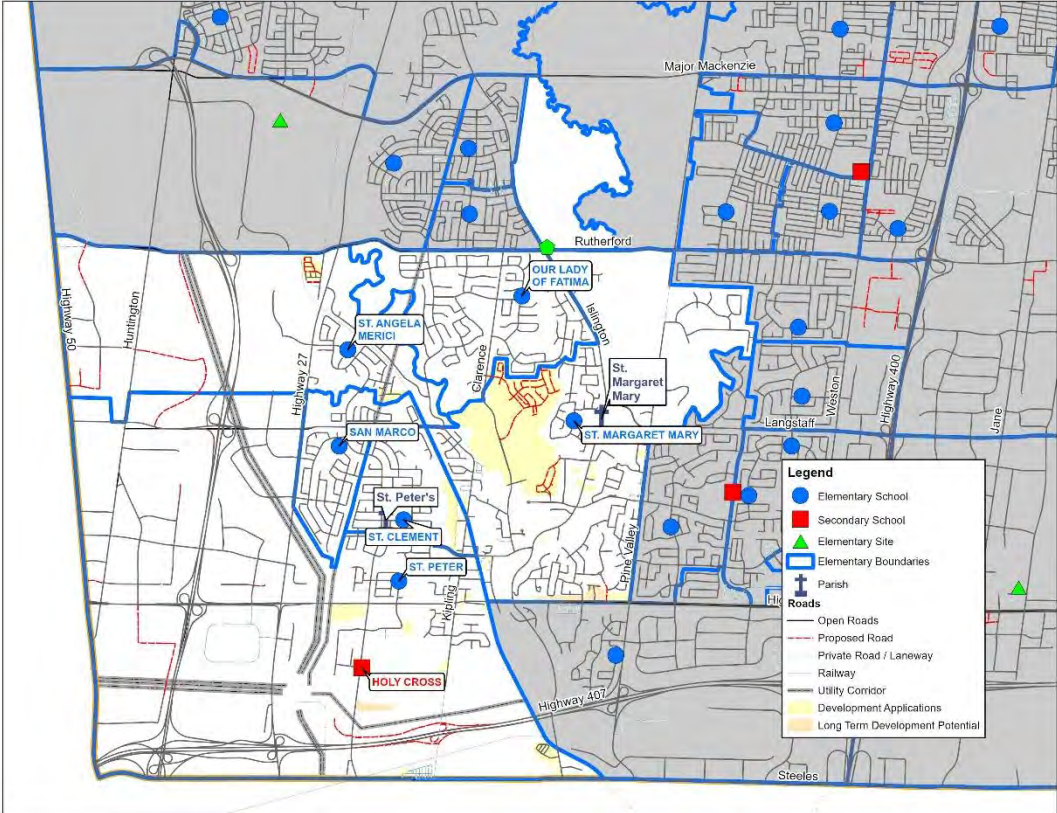 Major Mackenzie
Rutherford
OUR LADY
OF FATIMA
Islington
Highway 50
Huntington
ST. ANGELA
MERICI
Highway 27
Clarence
St.
Margaret
Mary
Highway 400
Weston
Jane
SAN MARCO
ST. MARGARET MARY
Langstaff
St. Peter's
ST. CLEMENT
ST. PETER
Kipling
Pine Valley
HOLY CROSS
Highway 407
Steeles
Legend
Elementary School
Secondary School
Elementary Site
Elementary Boundaries
Parish
Roads
Open Roads
Proposed Road
Private Road / Laneway
Railway
Utility Corridor
Development Applications
Long Term Development Potential